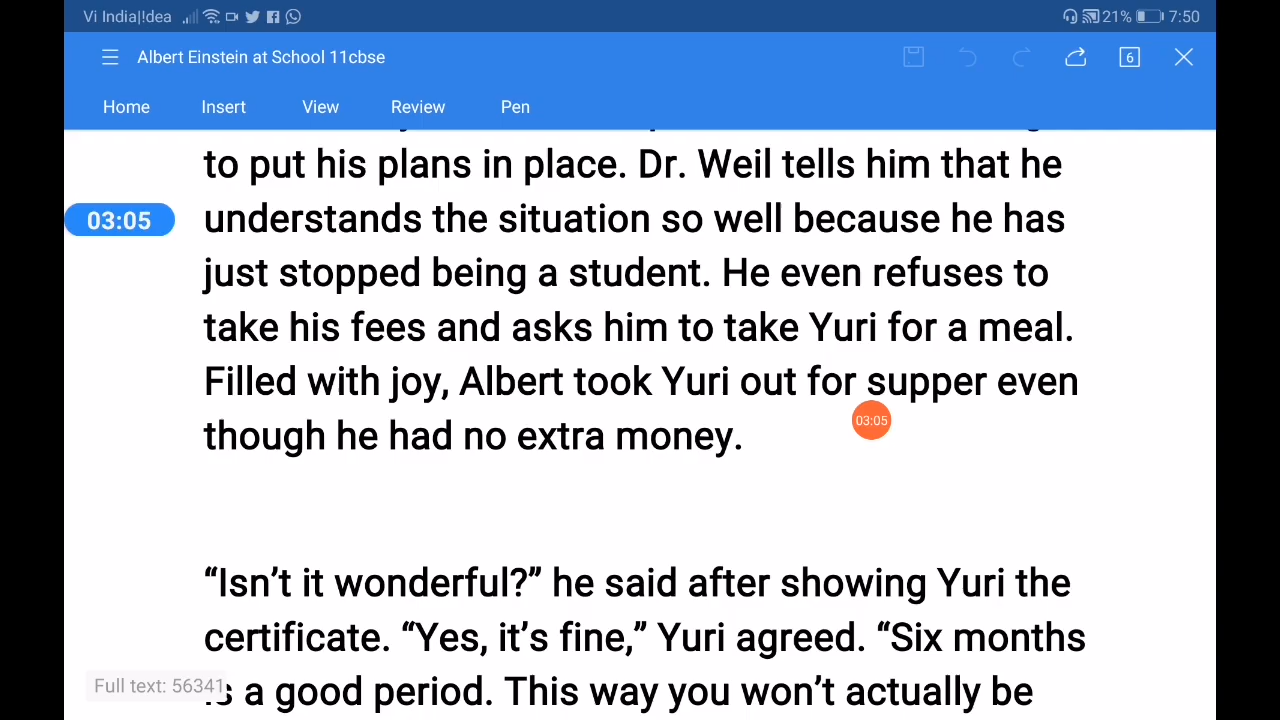 Vi India|!dea 21% 7:50
Albert Einstein at School 11cbse 6
Home Insert View Review Pen
to put his plans in place. Dr. Weil tells him that he
03:05
understands the situation so well because he has
just stopped being a student. He even refuses to
take his fees and asks him to take Yuri for a meal.
Filled with joy, Albert took Yuri out for supper even
03:05
though he had no extra money.
“Isn’t it wonderful?” he said after showing Yuri the
certificate. “Yes, it’s fine,” Yuri agreed. “Six months
Full text: 56341
a good period. This way you won’t actually be